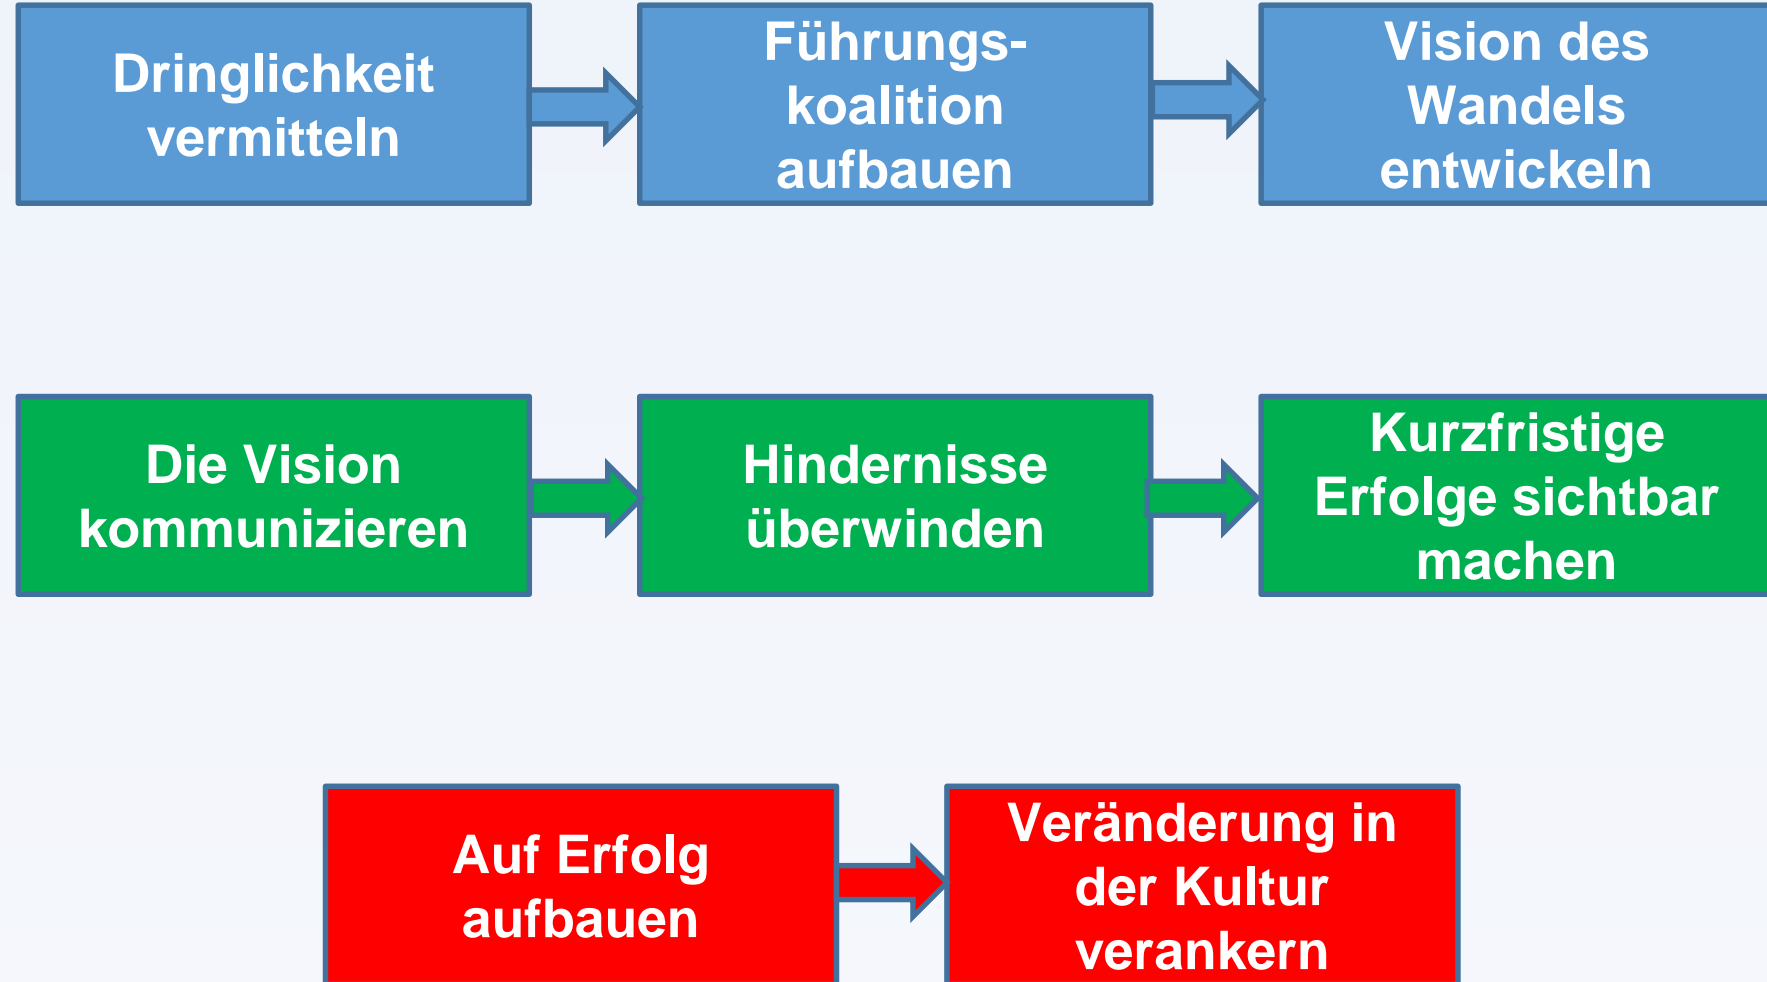 Dringlichkeit
vermitteln
Führungs-
koalition
aufbauen
Vision des
Wandels
entwickeln
Die Vision
kommunizieren
Hindernisse
überwinden
Kurzfristige
Erfolge sichtbar
machen
Auf Erfolg
aufbauen
Veränderung in
der Kultur
verankern